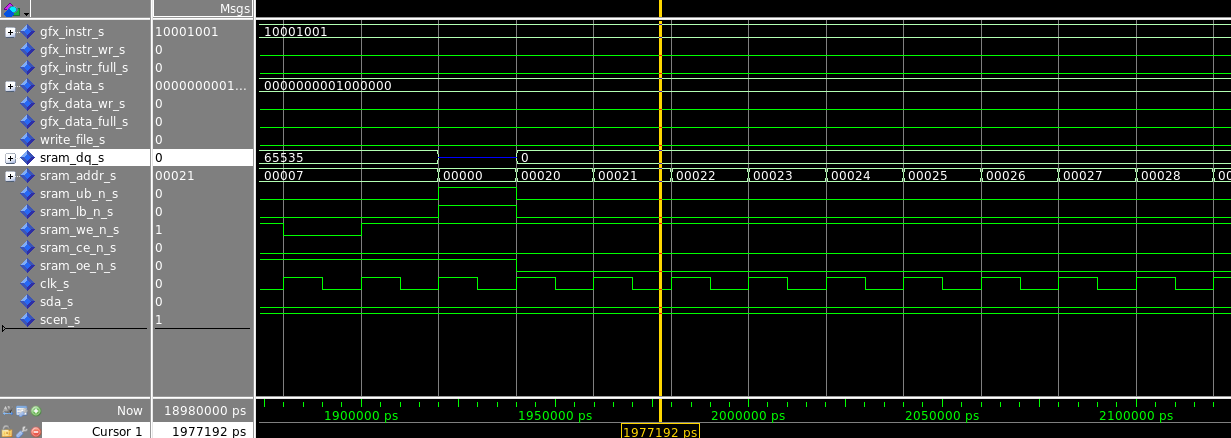 Msgs
gfx_instr_s 10001001 10001001
gfx_instr_wr_s 0
gfx_instr_full_s 0
gfx_data_s 0000000001... 0000000001000000
gfx_data_wr_s 0
gfx_data_full_s 0
write_file_s 0
sram_dq_s 0 65535 0
sram_addr_s 00021 00007 00000 00020 00021 00022 00023 00024 00025 00026 00027 00028 00
sram_ub_n_s 0
sram_lb_n_s 0
sram_we_n_s 1
sram_ce_n_s 0
sram_oe_n_s 0
clk_s 0
sda_s 0
scen_s 1
Now 18980000 ps 1900000 ps 1950000 ps 2000000 ps 2050000 ps 2100000 ps
Cursor 1 1977192 ps 1977192 ps